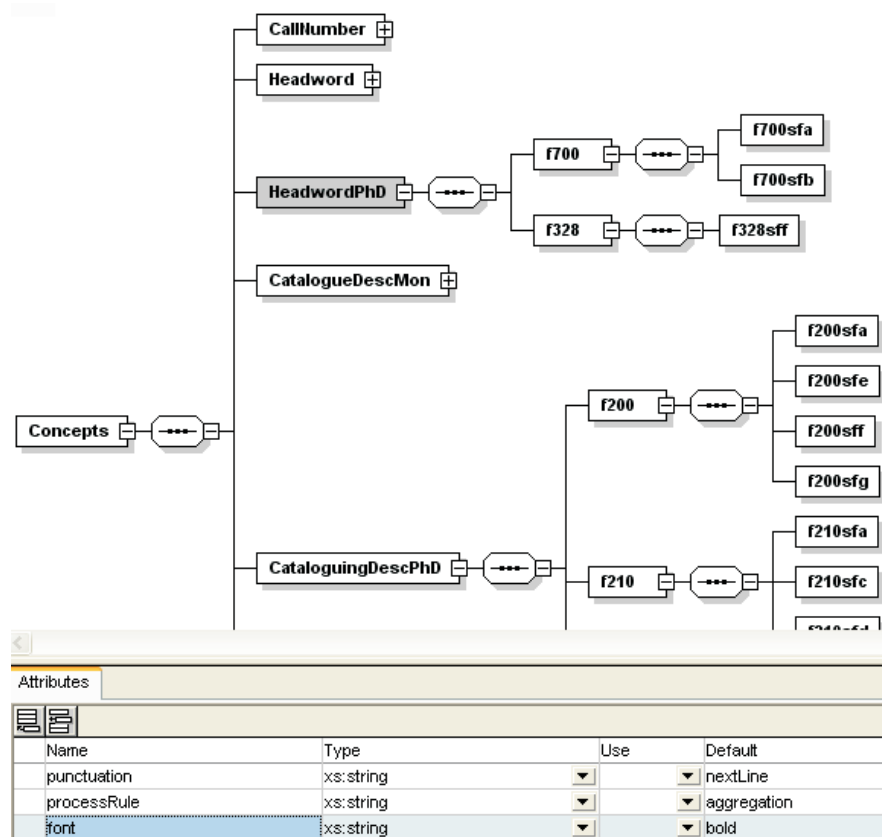 CallNumber
Headword
HeadwordPhD
f700
f700sfa
f700sfb
f328
f328sff
CatalogueDescMon
Concepts
CataloguingDescPhD
f200
f200sfa
f200sfe
f200sff
f200sfg
f210
f210sfa
f210sfc
Attributes
Name Type Use Default
punctuation xs:string nextLine
processRule xs:string aggregation
font xs:string bold